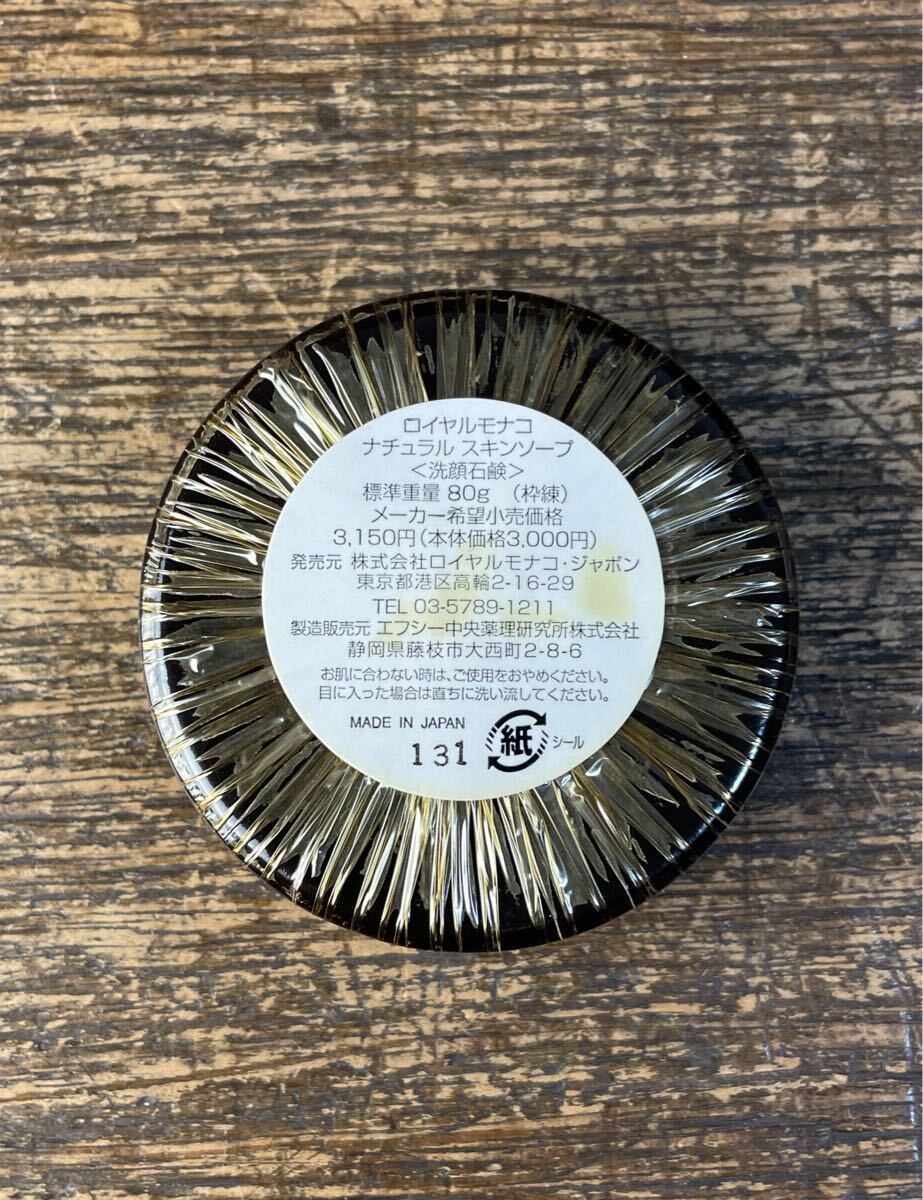 ロイヤルモナコ
ナチュラル スキンソープ
＜洗顔石鹸＞
標準重量 80g （枠練）
メーカー希望小売価格
3,150円（本体価格3,000円）
発売元 株式会社ロイヤルモナコ・ジャポン
東京都港区高輪2-16-29
TEL 03-5789-1211
製造販売元 エフシー中央薬理研究所株式会社
静岡県藤枝市大西町2-8-6
お肌に合わない時は、ご使用をおやめください。
目に入った場合は直ちに洗い流してください。
MADE IN JAPAN
131
紙 シール